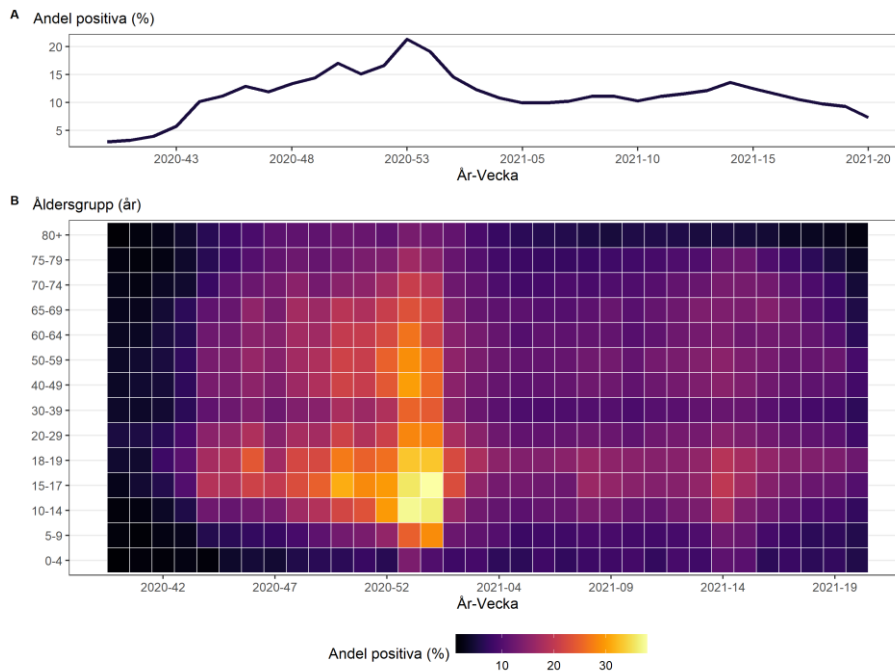 A Andel positiva (%)
20
15
10
5
2020-43 2020-48 2020-53 2021-05 2021-10 2021-15 2021-20
År-Vecka
B Åldersgrupp (år)
80+
75-79
70-74
65-69
60-64
50-59
40-49
30-39
20-29
18-19
15-17
10-14
5-9
0-4
2020-42 2020-47 2020-52 2021-04 2021-09 2021-14 2021-19
År-Vecka
Andel positiva (%)
10 20 30